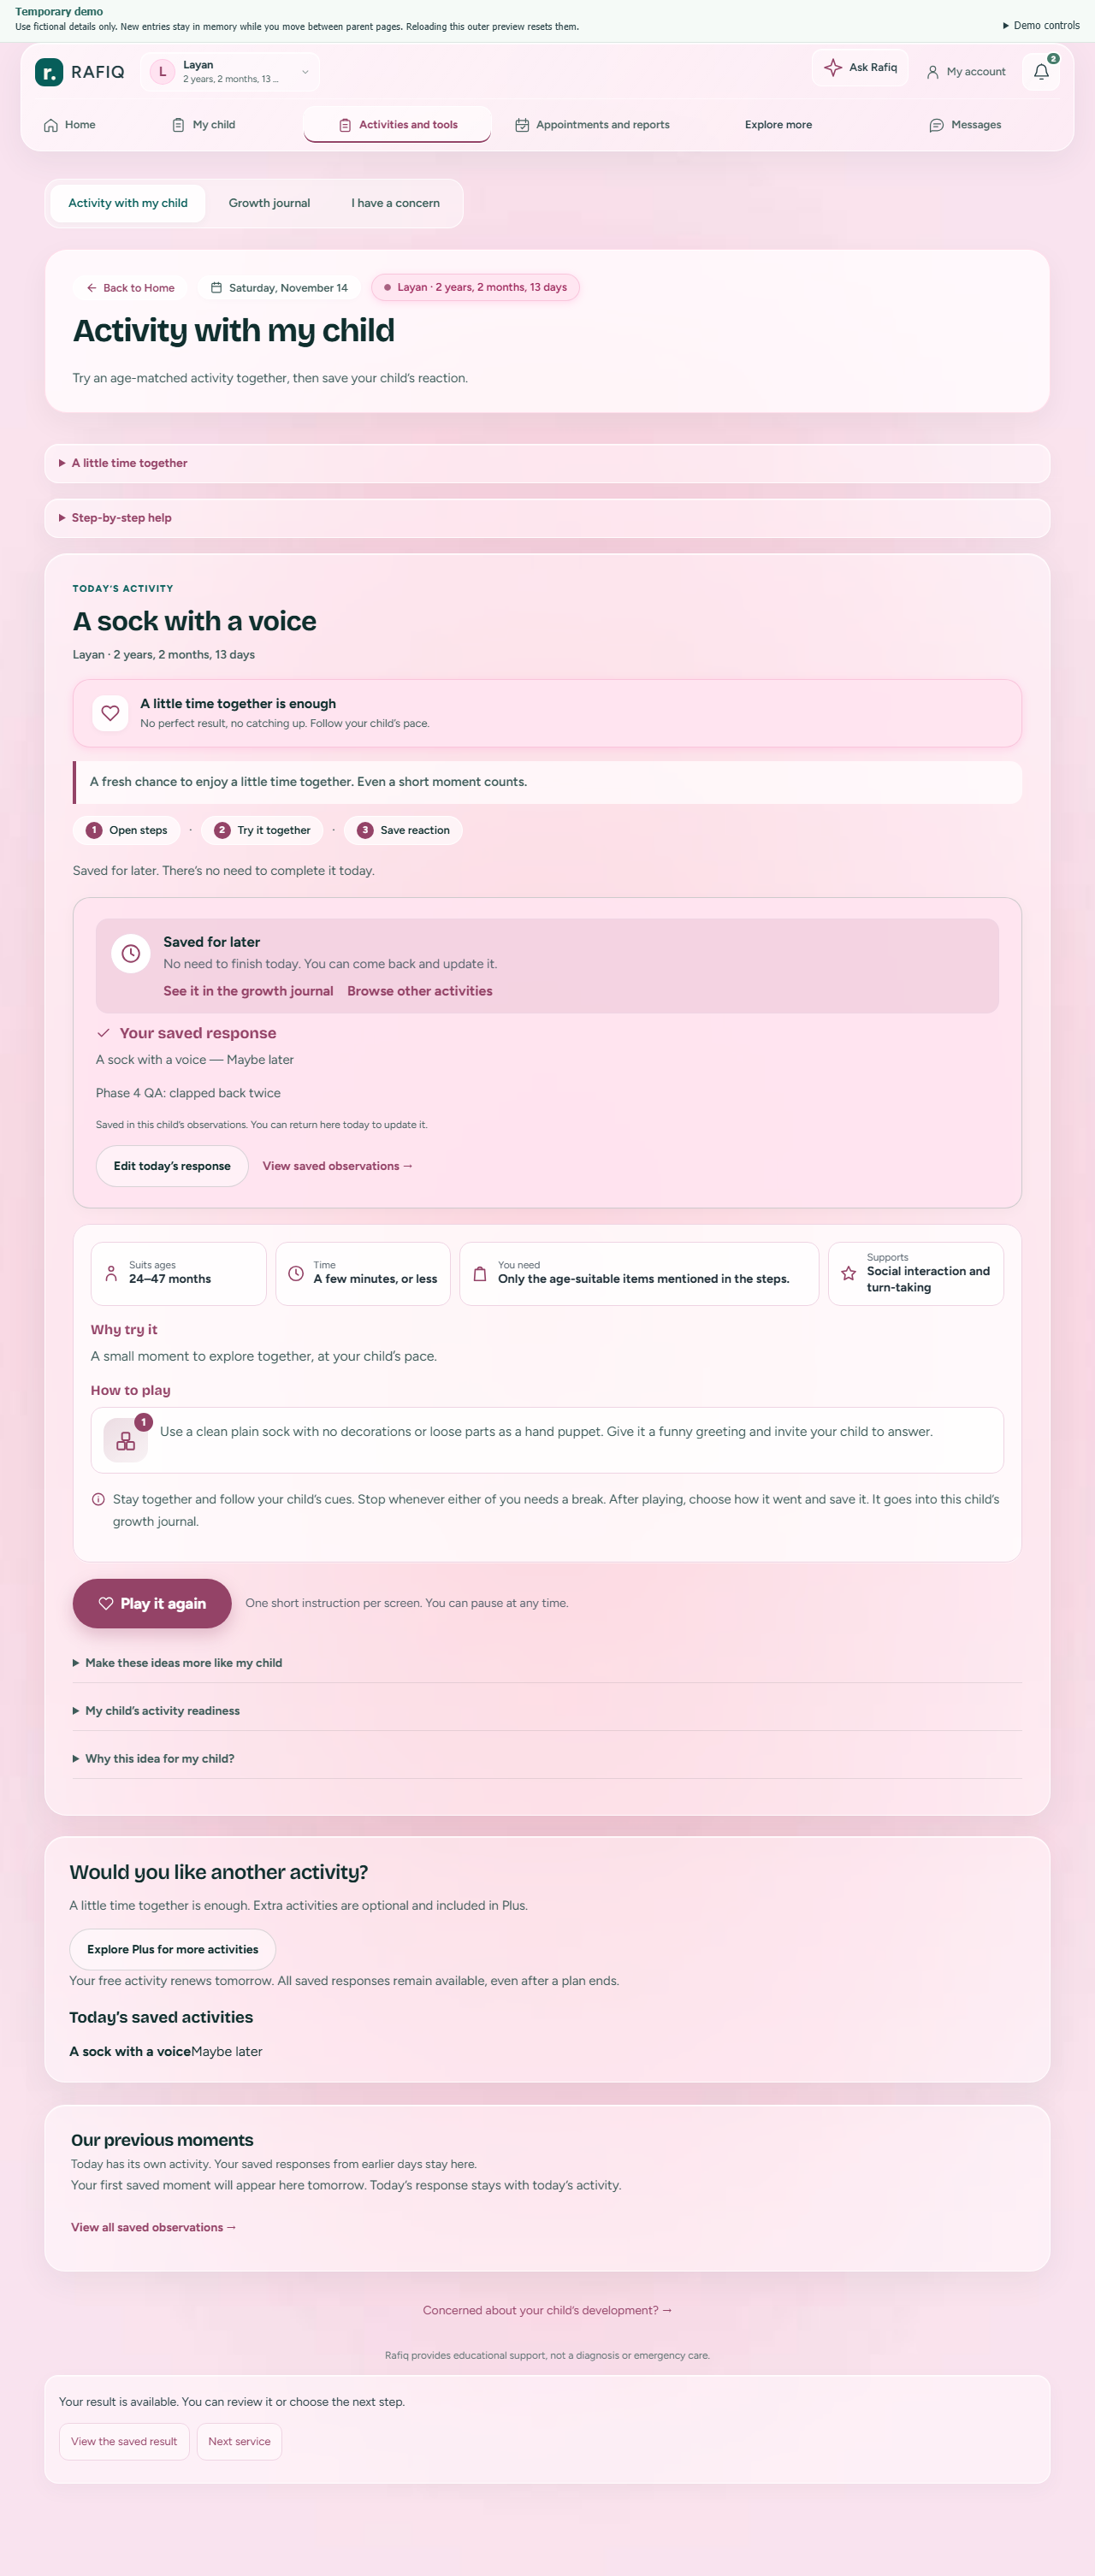 Temporary demo
Use fictional details only. New entries stay in memory while you move between parent pages. Reloading this outer preview resets them.
Demo controls
r. RAFIQ
L
Layan
2 years, 2 months, 13 ...
Ask Rafiq
My account
2
Home
My child
Activities and tools
Appointments and reports
Explore more
Messages
Activity with my child
Growth journal
I have a concern
Back to Home
Saturday, November 14
Layan · 2 years, 2 months, 13 days
Activity with my child
Try an age-matched activity together, then save your child's reaction.
A little time together
Step-by-step help
TODAY'S ACTIVITY
A sock with a voice
Layan · 2 years, 2 months, 13 days
A little time together is enough
No perfect result, no catching up. Follow your child's pace.
A fresh chance to enjoy a little time together. Even a short moment counts.
1 Open steps · 2 Try it together · 3 Save reaction
Saved for later. There's no need to complete it today.
Saved for later
No need to finish today. You can come back and update it.
See it in the growth journal Browse other activities
Your saved response
A sock with a voice — Maybe later
Phase 4 QA: clapped back twice
Saved in this child's observations. You can return here today to update it.
Edit today's response
View saved observations →
Suits ages
24–47 months
Time
A few minutes, or less
You need
Only the age-suitable items mentioned in the steps.
Supports
Social interaction and
turn-taking
Why try it
A small moment to explore together, at your child's pace.
How to play
1
Use a clean plain sock with no decorations or loose parts as a hand puppet. Give it a funny greeting and invite your child to answer.
Stay together and follow your child's cues. Stop whenever either of you needs a break. After playing, choose how it went and save it. It goes into this child's
growth journal.
Play it again
One short instruction per screen. You can pause at any time.
Make these ideas more like my child
My child's activity readiness
Why this idea for my child?
Would you like another activity?
A little time together is enough. Extra activities are optional and included in Plus.
Explore Plus for more activities
Your free activity renews tomorrow. All saved responses remain available, even after a plan ends.
Today's saved activities
A sock with a voiceMaybe later
Our previous moments
Today has its own activity. Your saved responses from earlier days stay here.
Your first saved moment will appear here tomorrow. Today's response stays with today's activity.
View all saved observations →
Concerned about your child's development? →
Rafiq provides educational support, not a diagnosis or emergency care.
Your result is available. You can review it or choose the next step.
View the saved result
Next service